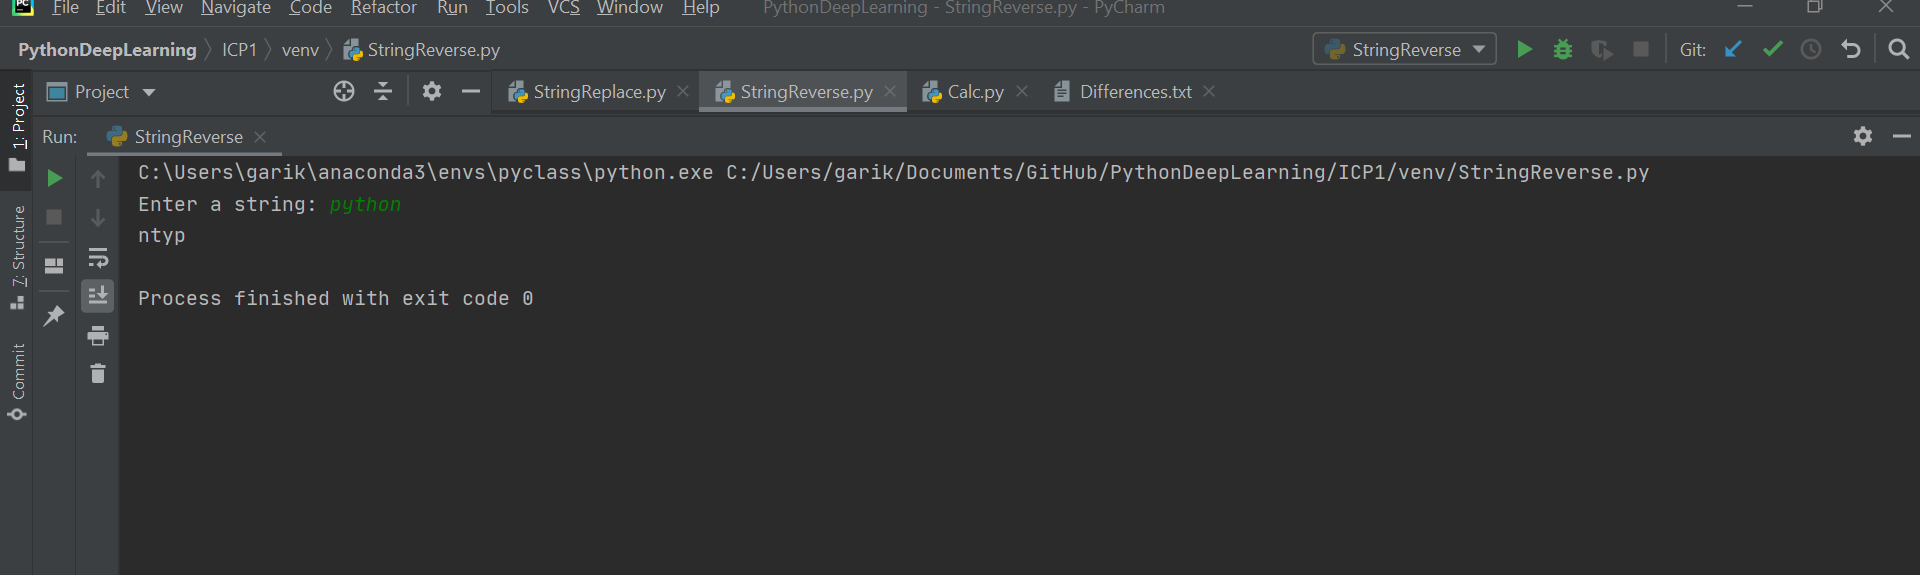 PC File Edit View Navigate Code Refactor Run Tools VCS Window Help PythonDeepLearning - StringReverse.py - PyCharm
PythonDeepLearning ICP1 venv StringReverse.py StringReverse Git:
Project StringReplace.py StringReverse.py Calc.py Differences.txt
Run: StringReverse
1: Project
7: Structure
Commit
C:\Users\garik\anaconda3\envs\pyclass\python.exe C:/Users/garik/Documents/GitHub/PythonDeepLearning/ICP1/venv/StringReverse.py
Enter a string: python
ntyp
Process finished with exit code 0